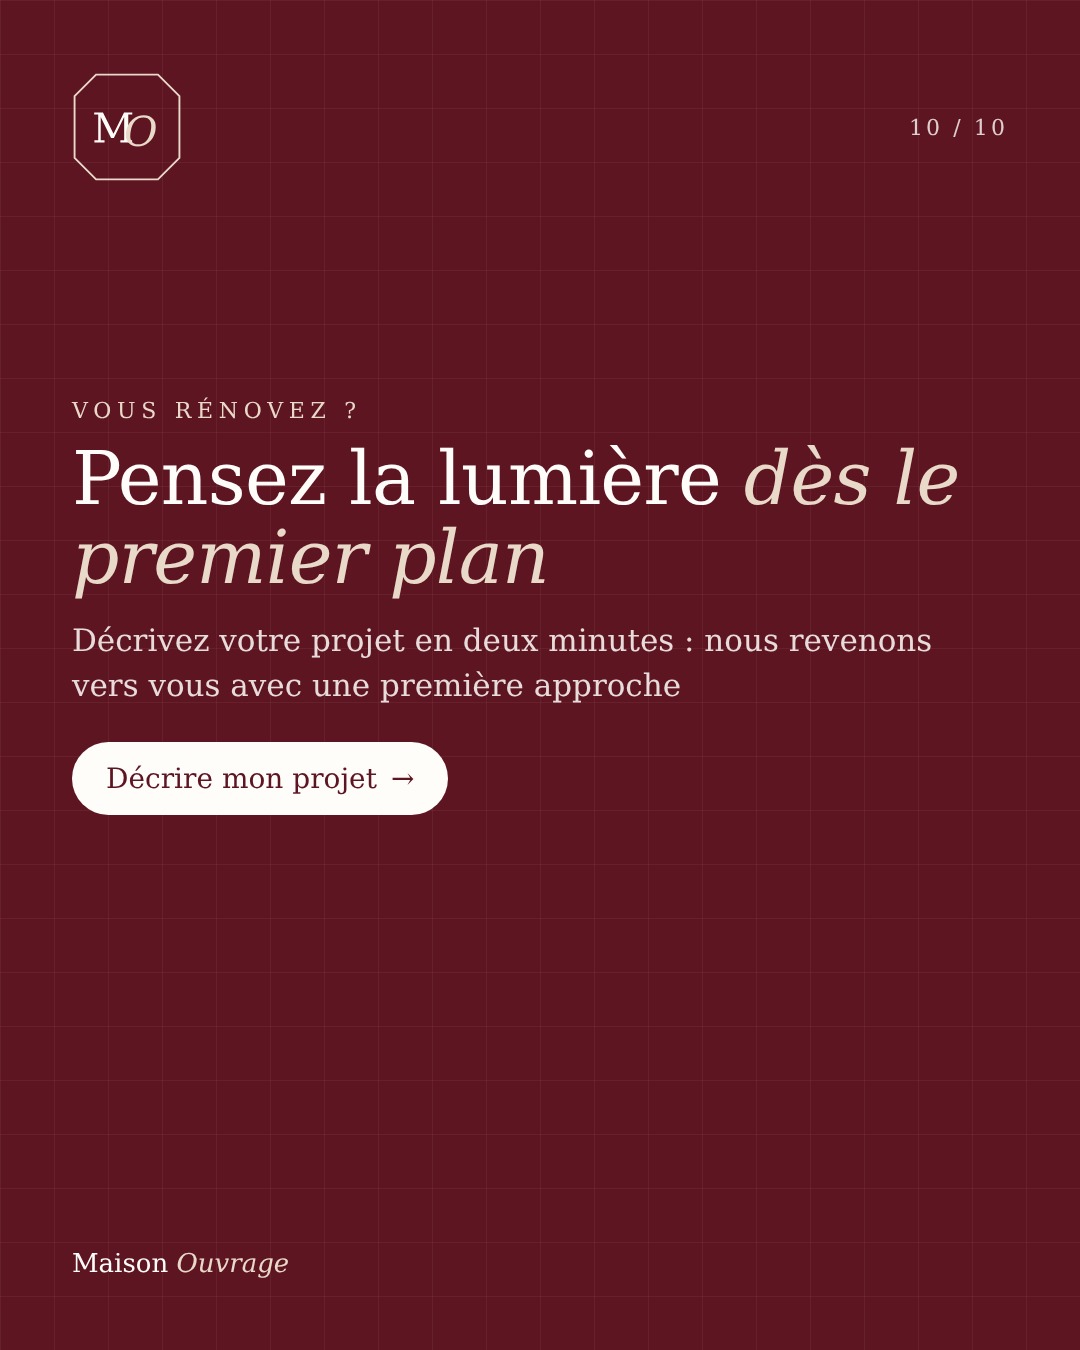 MO
10 / 10
VOUS RÉNOVEZ ?
Pensez la lumière dès le
premier plan
Décrivez votre projet en deux minutes : nous revenons
vers vous avec une première approche
Décrire mon projet →
Maison Ouvrage